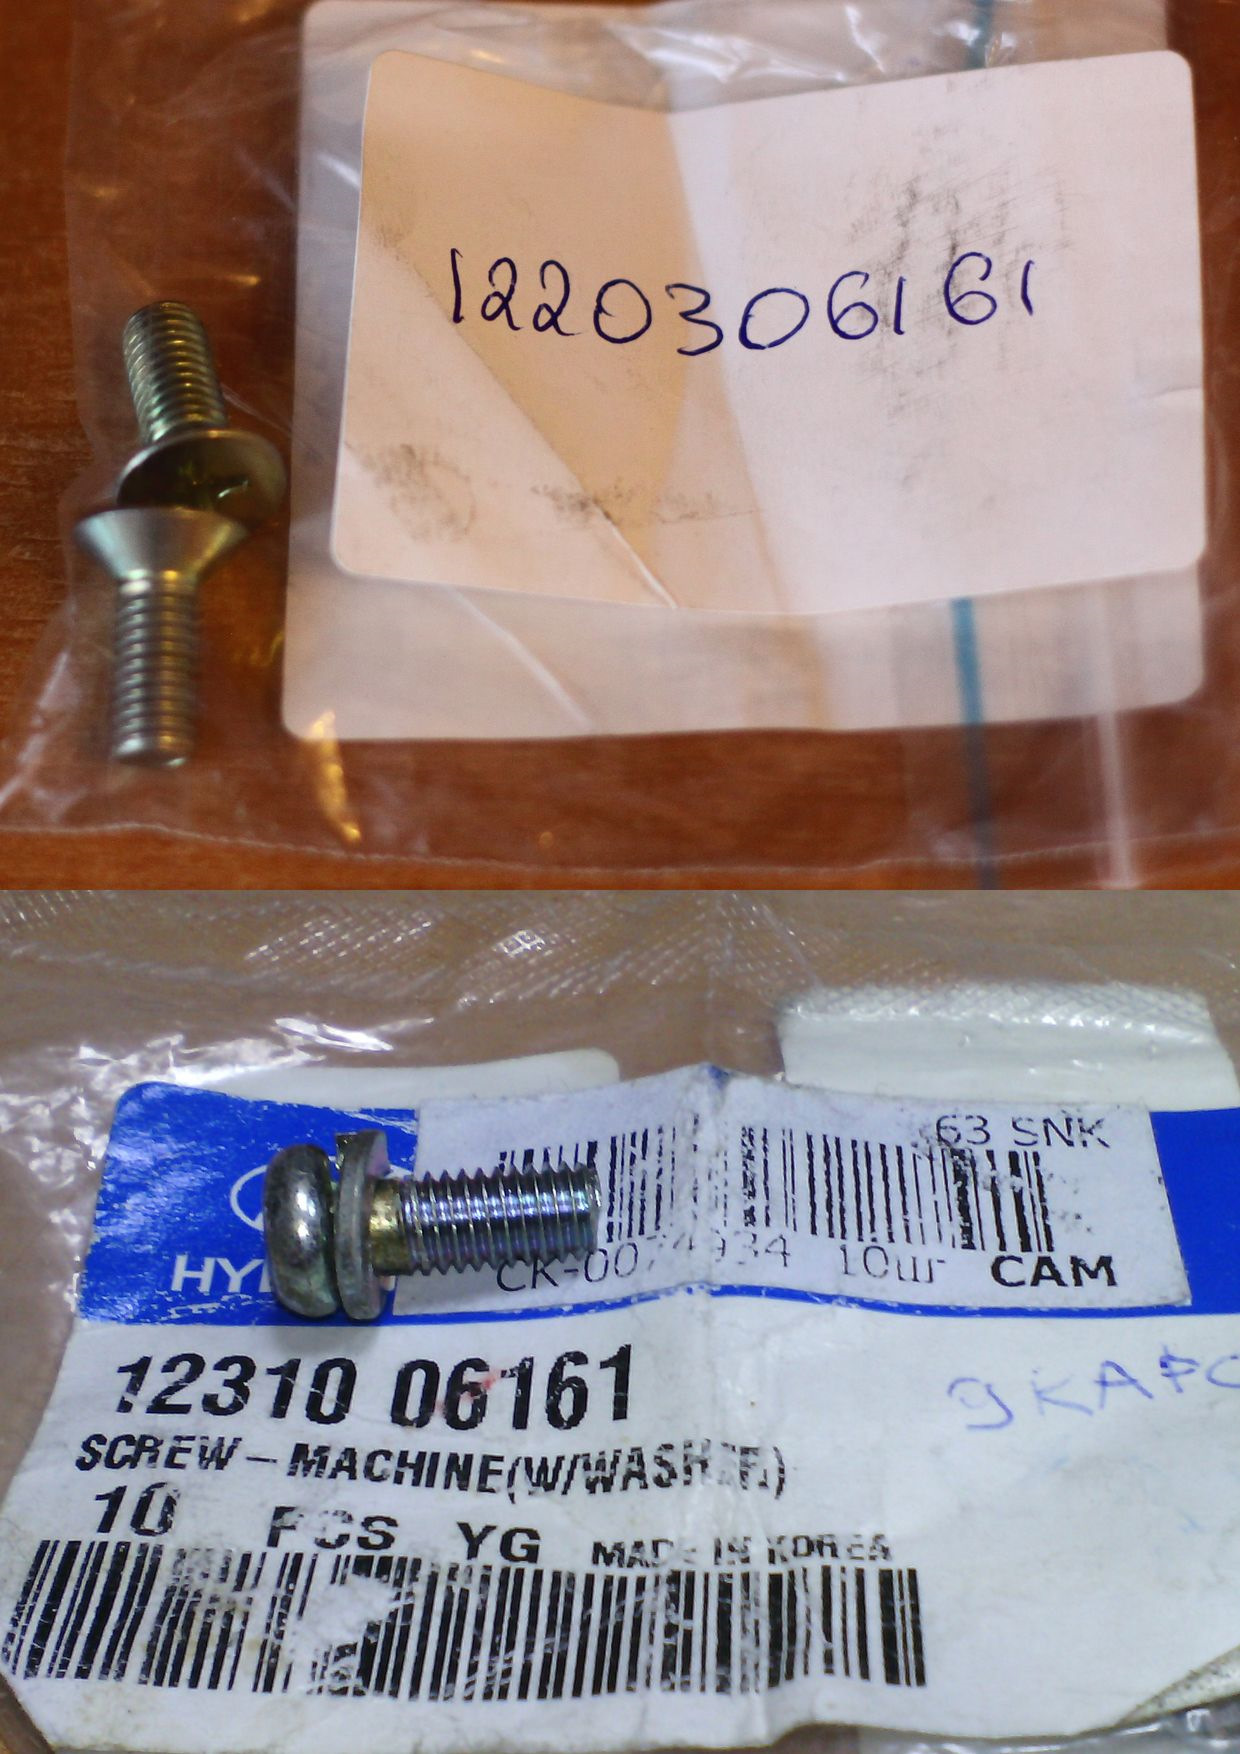 1220306161
63 SNK
10шт CAM
12310 06161
SCREW-MACHINE(W/WASHER)
10 PCS YG MADE IN KOREA